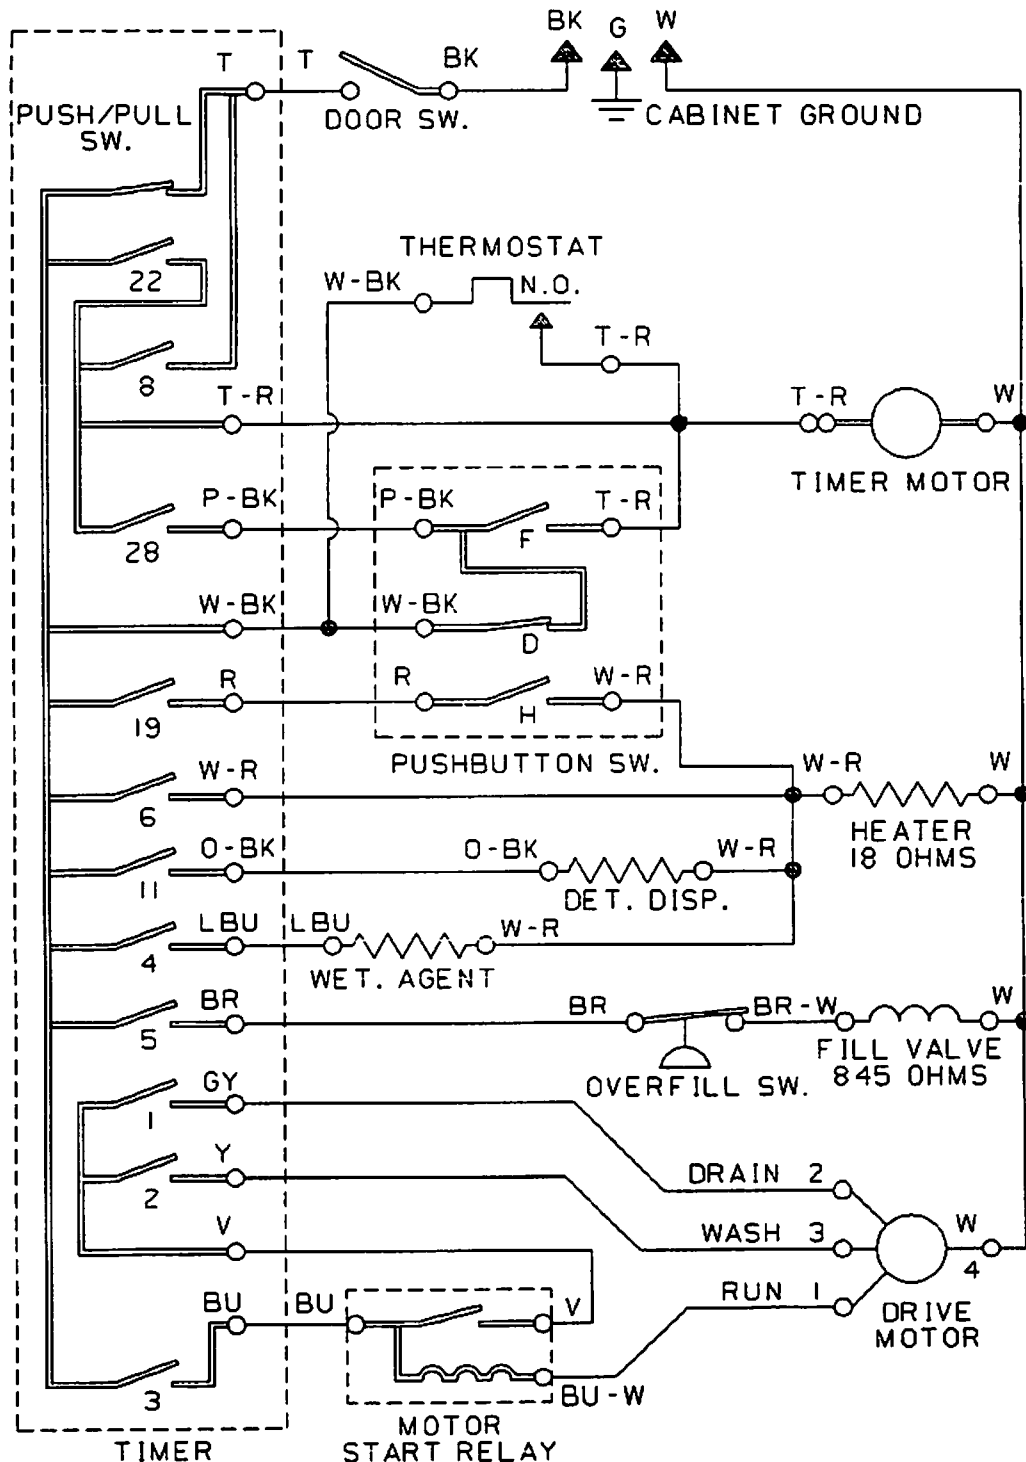 BK G W
T T BK
PUSH/PULL
SW.
DOOR SW.
CABINET GROUND
THERMOSTAT
22
W-BK N.O.
8
T-R
T-R
T-R W
TIMER MOTOR
P-BK P-BK T-R
28
F
W-BK W-BK
D
R R W-R
19
H
PUSHBUTTON SW.
W-R W-R W
6
HEATER
18 OHMS
O-BK O-BK W-R
11
DET. DISP.
LBU LBU W-R
4
WET. AGENT
BR BR BR-W W
5
OVERFILL SW.
FILL VALVE
845 OHMS
GY
1
Y
2
DRAIN 2
V
WASH 3
W
4
RUN 1
DRIVE
MOTOR
BU BU V
3
BU-W
MOTOR
START RELAY
TIMER